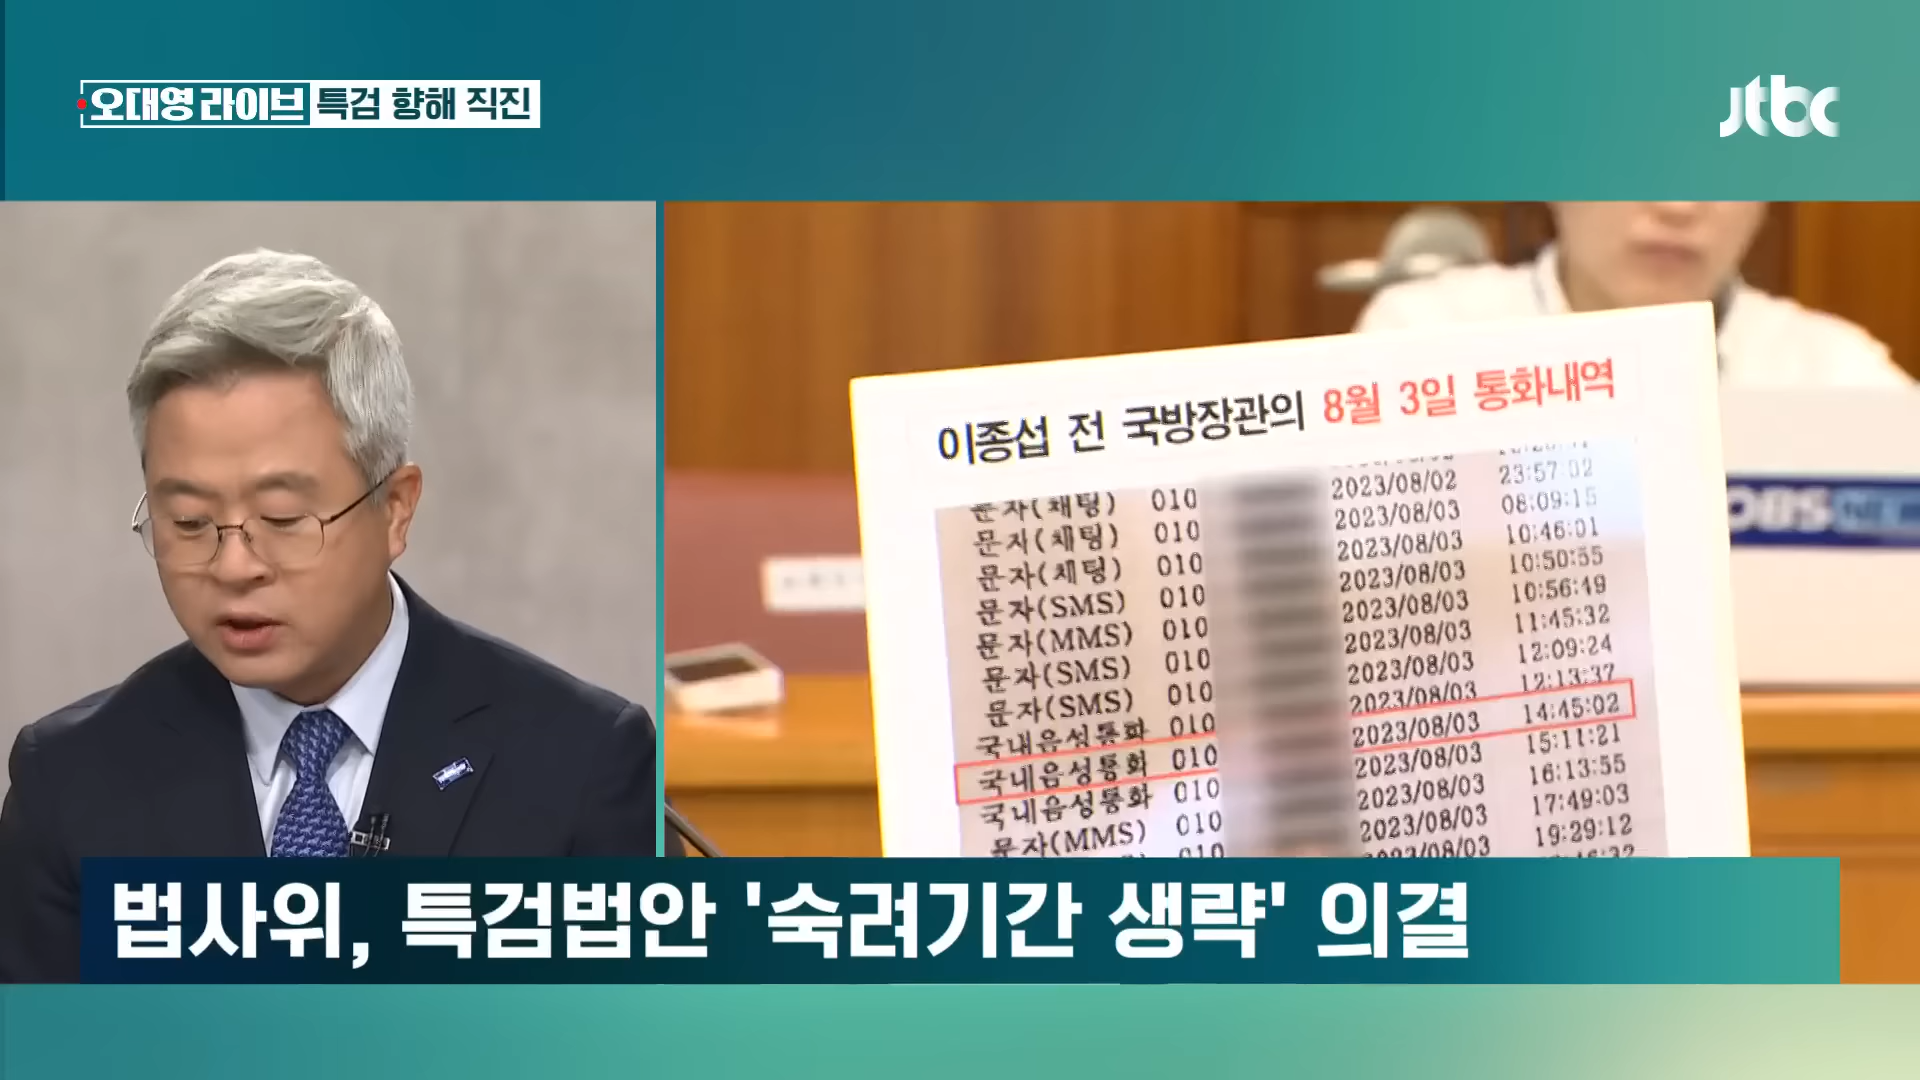 오대영 라이브 특검 향해 직진
jtbc
이종섭 전 국방장관의 8월 3일 통화내역
문자(채팅) 010 2023/08/02 23:57:02
문자(채팅) 010 2023/08/03 08:09:15
문자(채팅) 010 2023/08/03 10:46:01
문자(SMS) 010 2023/08/03 10:50:55
문자(MMS) 010 2023/08/03 10:56:49
문자(SMS) 010 2023/08/03 11:45:32
문자(SMS) 010 2023/08/03 12:09:24
국내음성통화 010 2023/08/03 12:13:37
국내음성통화 010 2023/08/03 14:45:02
국내음성통화 010 2023/08/03 15:11:21
문자(MMS) 010 2023/08/03 16:13:55
2023/08/03 17:49:03
2023/08/03 19:29:12
법사위, 특검법안 '숙려기간 생략' 의결